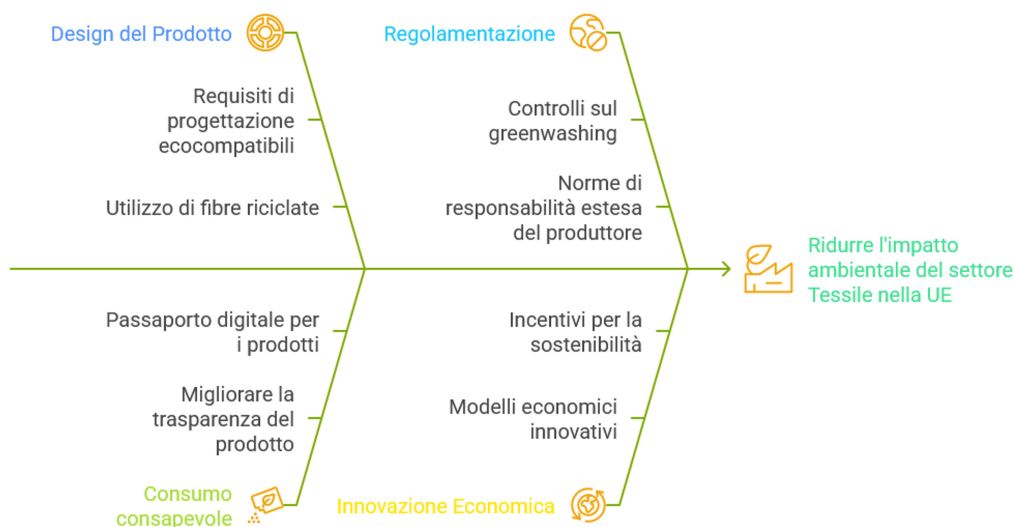 Design del Prodotto
Requisiti di
progettazione
ecocompatibili
Utilizzo di fibre riciclate
Regolamentazione
Controlli sul
greenwashing
Norme di
responsabilità estesa
del produttore
Ridurre l'impatto
ambientale del settore
Tessile nella UE
Passaporto digitale per
i prodotti
Migliorare la
trasparenza del
prodotto
Consumo
consapevole
Incentivi per la
sostenibilità
Modelli economici
innovativi
Innovazione Economica